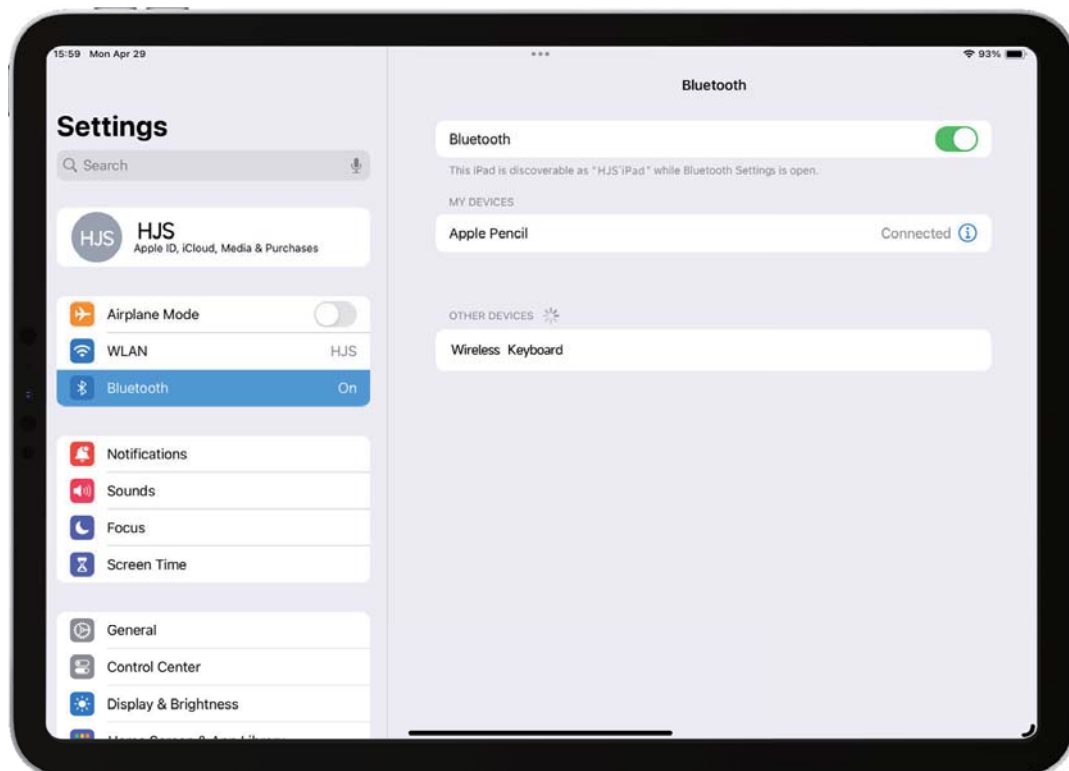 15:59 Mon Apr 29
93%
Settings
Search
HJS
HJS
Apple ID, iCloud, Media & Purchases
Airplane Mode
WLAN HJS
Bluetooth On
Notifications
Sounds
Focus
Screen Time
General
Control Center
Display & Brightness
Bluetooth
Bluetooth
This iPad is discoverable as "HJS'iPad" while Bluetooth Settings is open.
MY DEVICES
Apple Pencil Connected
OTHER DEVICES
Wireless Keyboard